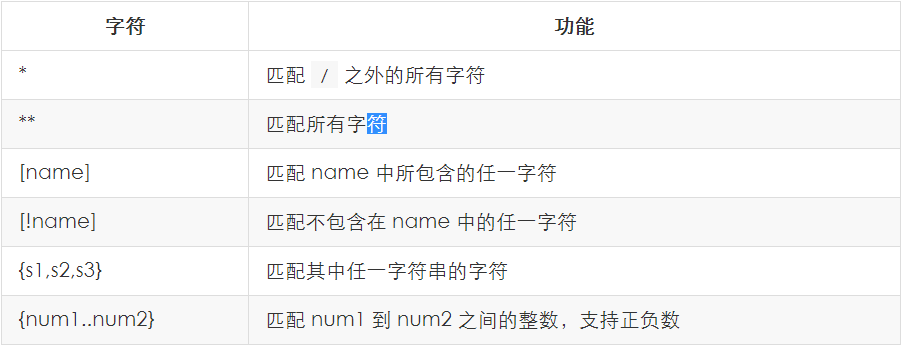 字符 功能
* 匹配 / 之外的所有字符
** 匹配所有字符
[name] 匹配 name 中所包含的任一字符
[!name] 匹配不包含在 name 中的任一字符
{s1,s2,s3} 匹配其中任一字符串的字符
{num1..num2} 匹配 num1 到 num2 之间的整数，支持正负数